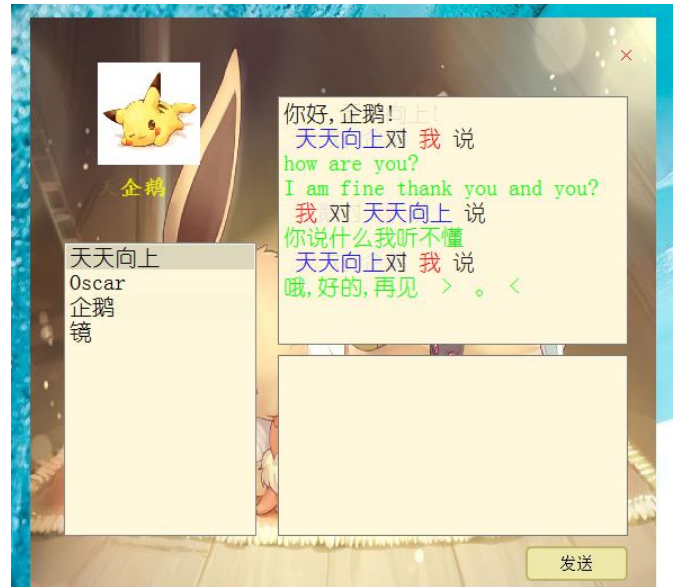 ×
企鹅
你好,企鹅!
天天向上对 我 说
how are you?
I am fine thank you and you?
我 对 天天向上 说
你说什么我听不懂
天天向上对 我 说
哦,好的,再见 > 。 <
天天向上
Oscar
企鹅
镜
发送